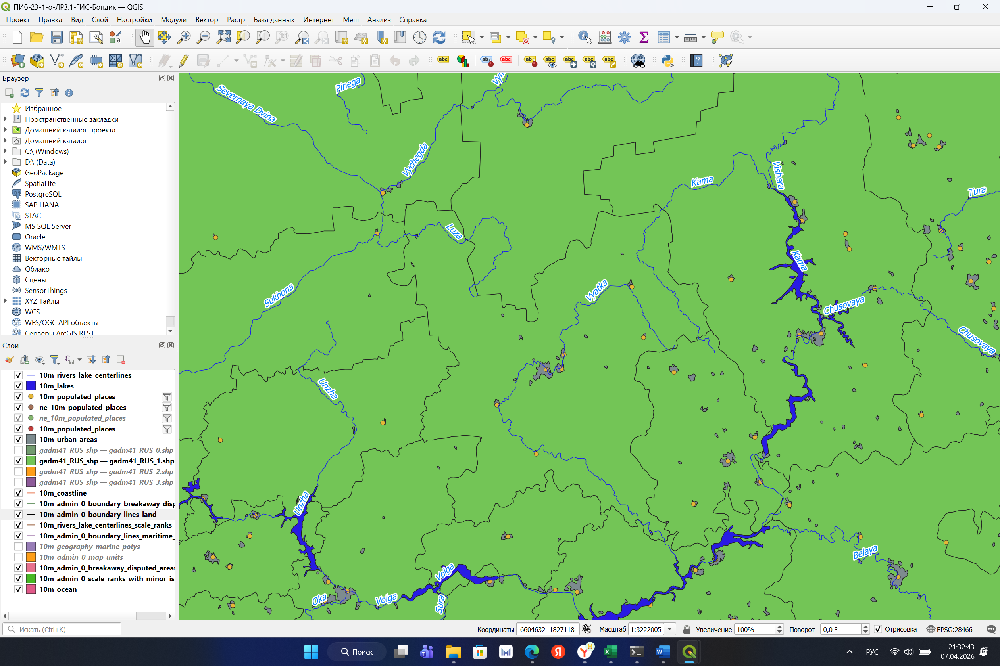 ПИб-23-1-о-ЛР3.1-ГИС-Бондик — QGIS
Проект Правка Вид Слой Настройки Модули Вектор Растр База данных Интернет Меш Анализ Справка
Браузер
Избранное
Пространственные закладки
Домашний каталог проекта
Домашний каталог
C:\ (Windows)
D:\ (Data)
GeoPackage
SpatiaLite
PostgreSQL
SAP HANA
STAC
MS SQL Server
Oracle
WMS/WMTS
Векторные тайлы
Облако
Сцены
SensorThings
XYZ Тайлы
WCS
WFS/OGC API объекты
Серверы ArcGIS REST
Слои
10m_rivers_lake_centerlines
10m_lakes
10m_populated_places
ne_10m_populated_places
ne_10m_populated_places
10m_populated_places
10m_urban_areas
gadm41_RUS_shp — gadm41_RUS_0.shp
gadm41_RUS_shp — gadm41_RUS_1.shp
gadm41_RUS_shp — gadm41_RUS_2.shp
gadm41_RUS_shp — gadm41_RUS_3.shp
10m_coastline
10m_admin_0_boundary_breakaway_disp
10m_admin_0_boundary_lines_land
10m_rivers_lake_centerlines_scale_ranks
10m_admin_0_boundary_lines_maritime_
10m_geography_marine_polys
10m_admin_0_map_units
10m_admin_0_breakaway_disputed_area
10m_admin_0_scale_ranks_with_minor_is
10m_ocean
Severnaya Dvina
Pinega
Vychegda
Kama
Vishera
Tura
Luza
Kama
Sukhona
Vyatka
Chusovaya
Chusovaya
Unzha
Unzha
Belaya
Volga
Oka
Volga
Sura
Искать (Ctrl+K)
Координаты 6604632 1827118 Масштаб 1:3222005 Увеличение 100% Поворот 0,0 ° Отрисовка EPSG:28466
Поиск
РУС
21:32:43
07.04.2026